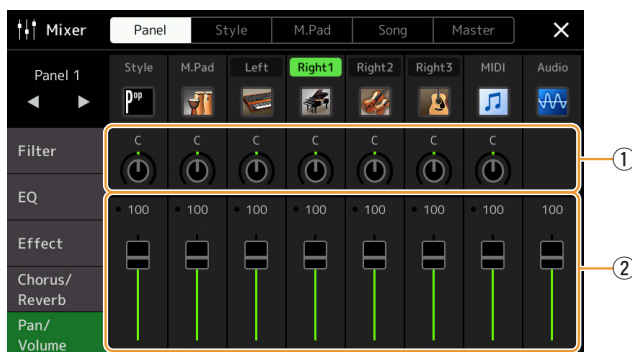 Mixer
Panel
Style
M.Pad
Song
Master
Panel 1
Style
M.Pad
Left
Right1
Right2
Right3
MIDI
Audio
Pop
Filter
C C C C C C C
①
EQ
100 100 100 100 100 100 100 100
Effect
②
Chorus/
Reverb
Pan/
Volume